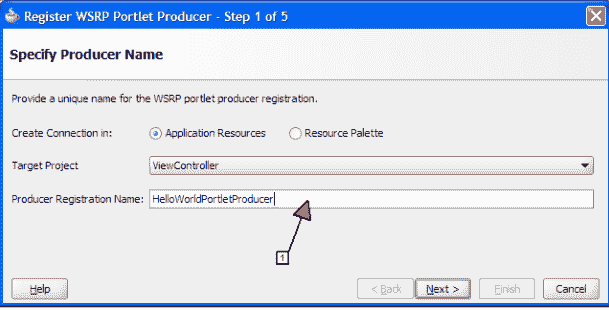 Register WSRP Portlet Producer - Step 1 of 5
Specify Producer Name
Provide a unique name for the WSRP portlet producer registration.
Create Connection in: Application Resources Resource Palette
Target Project ViewController
Producer Registration Name: HelloWorldPortletProducer
1
Help < Back Next > Finish Cancel